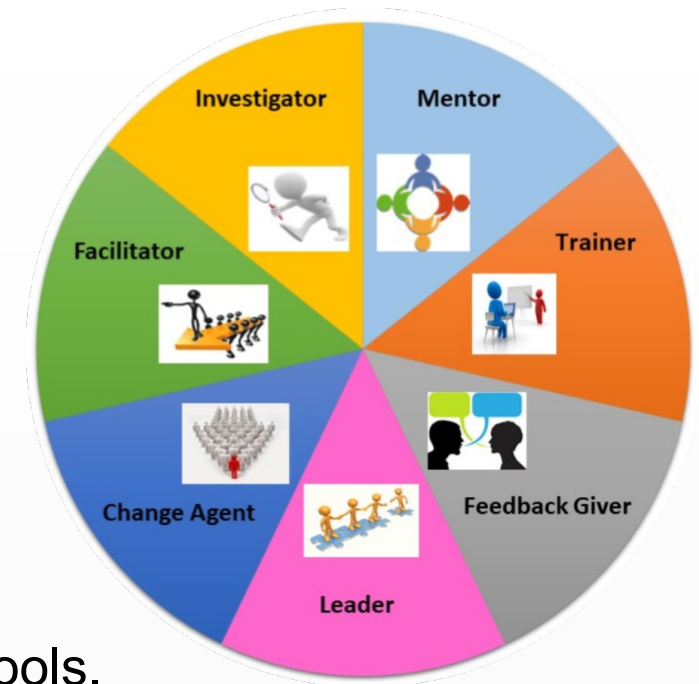 Investigator
Mentor
Facilitator
Trainer
Change Agent
Feedback Giver
Leader